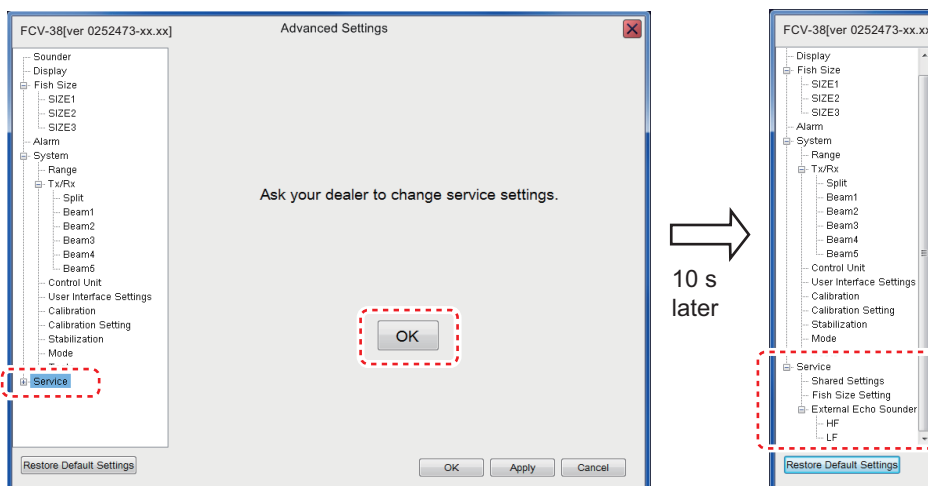 FCV-38[ver 0252473-xx.xx]
Advanced Settings
Sounder
Display
Fish Size
SIZE1
SIZE2
SIZE3
Alarm
System
Range
Tx/Rx
Split
Beam1
Beam2
Beam3
Beam4
Beam5
Control Unit
User Interface Settings
Calibration
Calibration Setting
Stabilization
Mode
Service
Restore Default Settings
Ask your dealer to change service settings.
OK
OK
Apply
Cancel
10 s
later
FCV-38[ver 0252473-xx.xx
Display
Fish Size
SIZE1
SIZE2
SIZE3
Alarm
System
Range
Tx/Rx
Split
Beam1
Beam2
Beam3
Beam4
Beam5
Control Unit
User Interface Settings
Calibration
Calibration Setting
Stabilization
Mode
Service
Shared Settings
Fish Size Setting
External Echo Sounder
HF
LF
Restore Default Settings